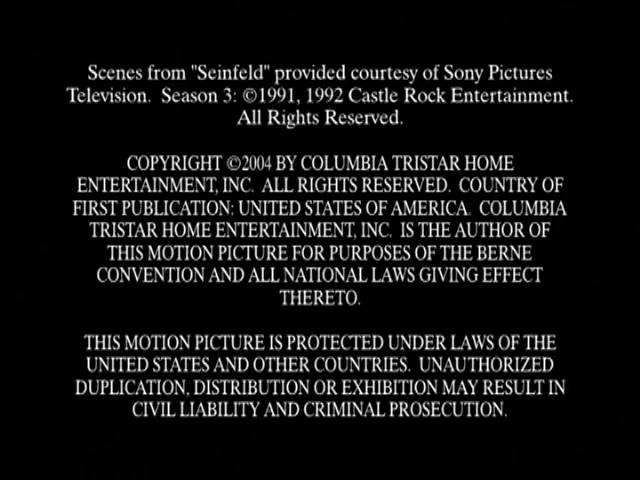 Scenes from "Seinfeld" provided courtesy of Sony Pictures
Television.  Season 3: ©1991, 1992 Castle Rock Entertainment.
All Rights Reserved.
COPYRIGHT ©2004 BY COLUMBIA TRISTAR HOME
ENTERTAINMENT, INC.  ALL RIGHTS RESERVED.  COUNTRY OF
FIRST PUBLICATION: UNITED STATES OF AMERICA.  COLUMBIA
TRISTAR HOME ENTERTAINMENT, INC.  IS THE AUTHOR OF
THIS MOTION PICTURE FOR PURPOSES OF THE BERNE
CONVENTION AND ALL NATIONAL LAWS GIVING EFFECT
THERETO.
THIS MOTION PICTURE IS PROTECTED UNDER LAWS OF THE
UNITED STATES AND OTHER COUNTRIES.  UNAUTHORIZED
DUPLICATION, DISTRIBUTION OR EXHIBITION MAY RESULT IN
CIVIL LIABILITY AND CRIMINAL PROSECUTION.